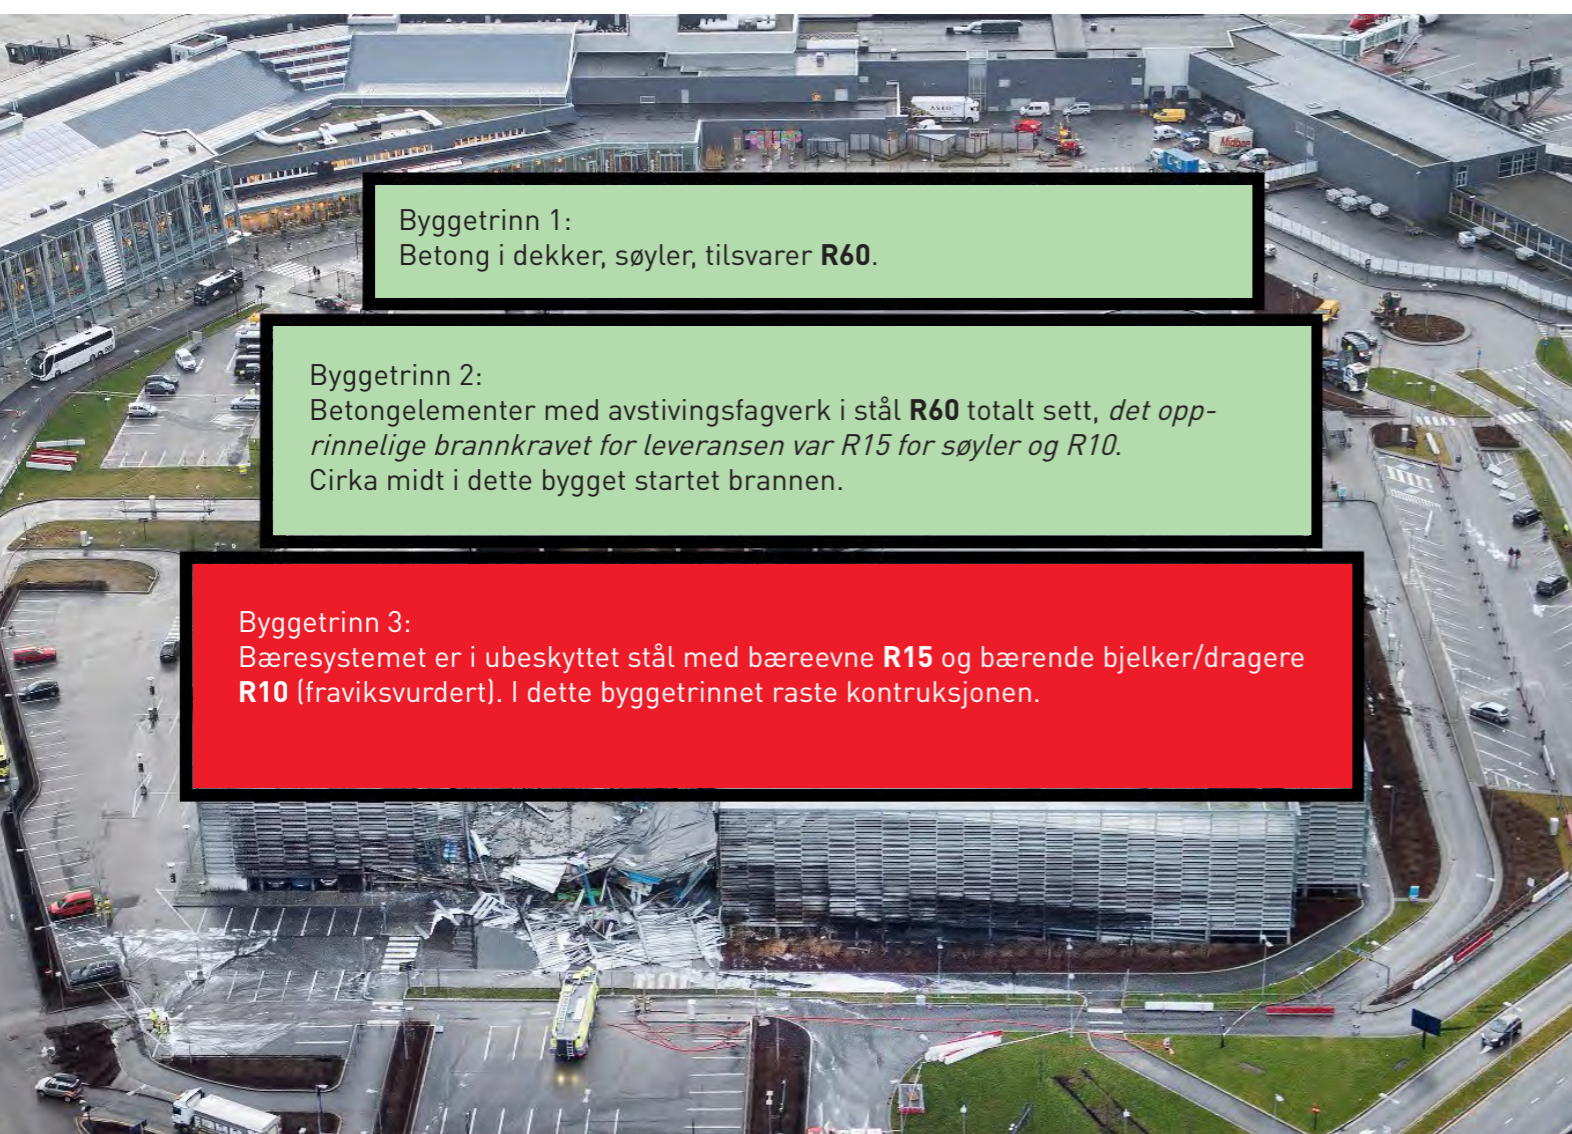 ASKO
Midtbø
Byggetrinn 1:
Betong i dekker, søyler, tilsvarer R60.
Byggetrinn 2:
Betongelementer med avstivingsfagverk i stål R60 totalt sett, det opp-
rinnelige brannkravet for leveransen var R15 for søyler og R10.
Cirka midt i dette bygget startet brannen.
Byggetrinn 3:
Bæresystemet er i ubeskyttet stål med bæreevne R15 og bærende bjelker/dragere
R10 (fraviksvurdert). I dette byggetrinnet raste kontruksjonen.